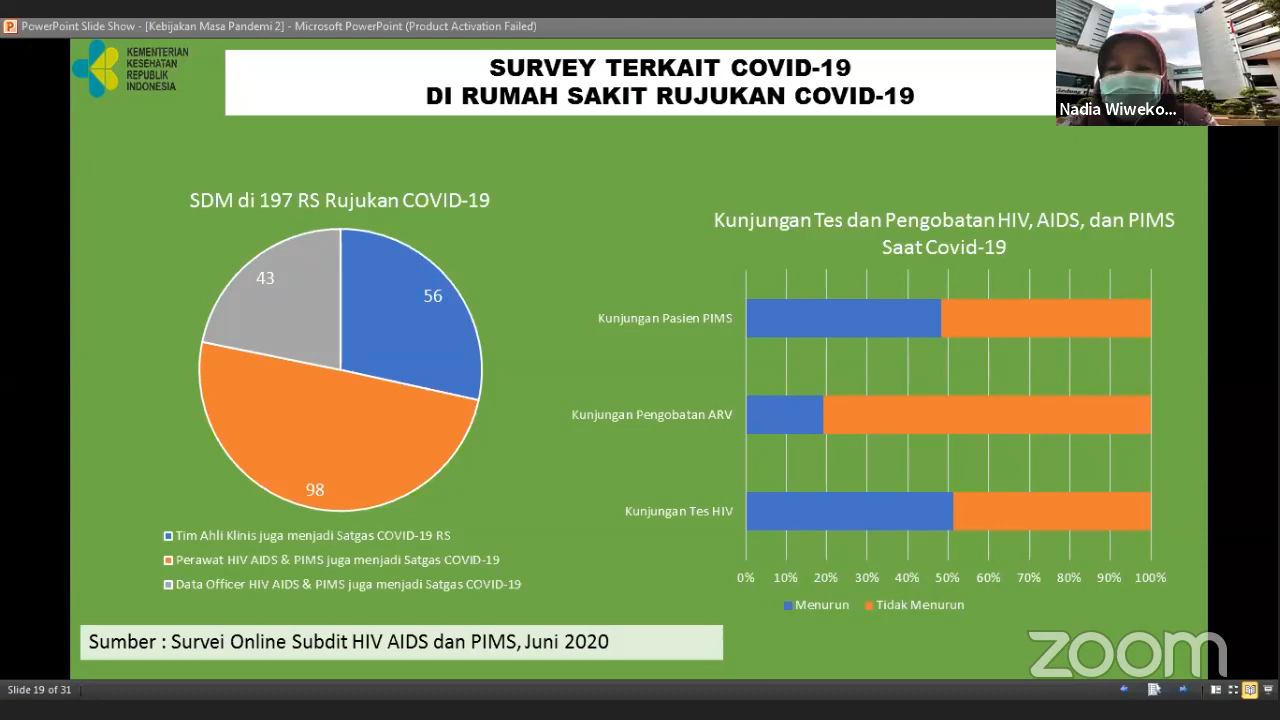 PowerPoint Slide Show - [Kebijakan Masa Pandemi 2] - Microsoft PowerPoint (Product Activation Failed)
KEMENTERIAN
KESEHATAN
REPUBLIK
INDONESIA
SURVEY TERKAIT COVID-19
DI RUMAH SAKIT RUJUKAN COVID-19
Nadia Wiweko...
SDM di 197 RS Rujukan COVID-19
43
56
98
Tim Ahli Klinis juga menjadi Satgas COVID-19 RS
Perawat HIV AIDS & PIMS juga menjadi Satgas COVID-19
Data Officer HIV AIDS & PIMS juga menjadi Satgas COVID-19
Kunjungan Tes dan Pengobatan HIV, AIDS, dan PIMS
Saat Covid-19
Kunjungan Pasien PIMS
Kunjungan Pengobatan ARV
Kunjungan Tes HIV
0% 10% 20% 30% 40% 50% 60% 70% 80% 90% 100%
Menurun Tidak Menurun
Sumber : Survei Online Subdit HIV AIDS dan PIMS, Juni 2020
zoom
Slide 19 of 31